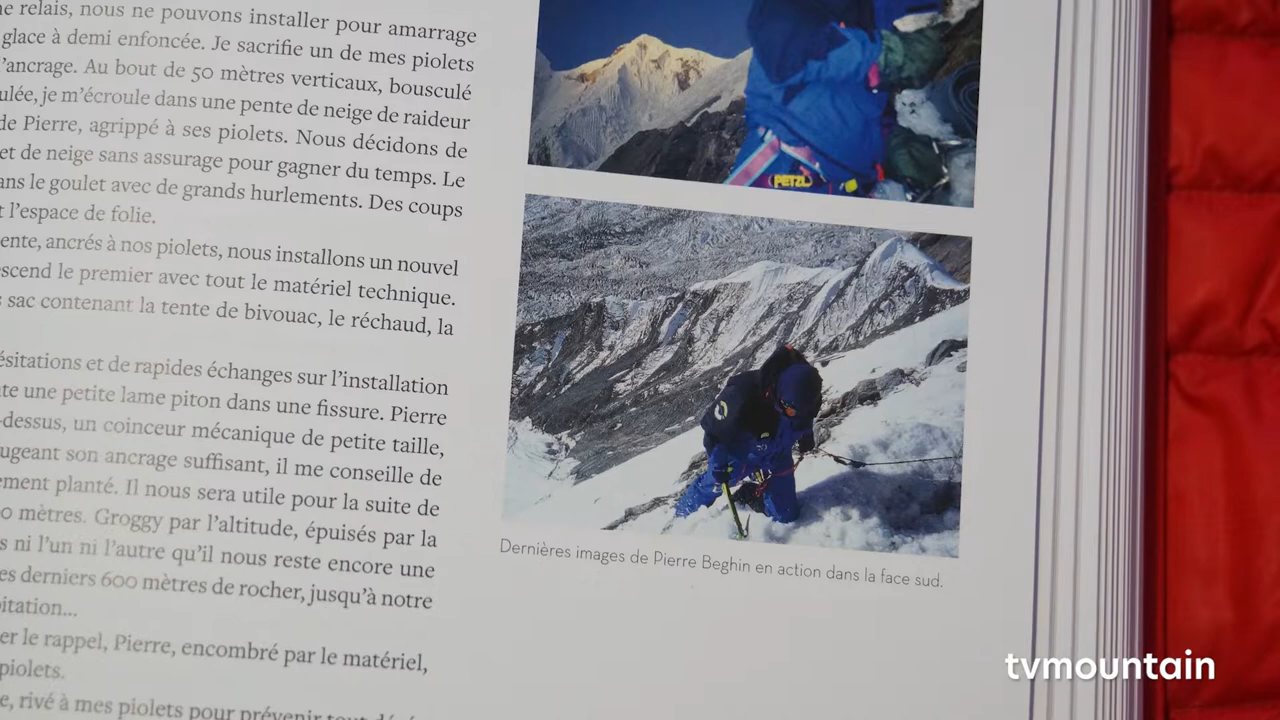 ne relais, nous ne pouvons installer pour amarrage
glace à demi enfoncée. Je sacrifie un de mes piolets
l'ancrage. Au bout de 50 mètres verticaux, bousculé
ulée, je m'écroule dans une pente de neige de raideur
de Pierre, agrippé à ses piolets. Nous décidons de
et de neige sans assurage pour gagner du temps. Le
ans le goulet avec de grands hurlements. Des coups
t l'espace de folie.
ente, ancrés à nos piolets, nous installons un nouvel
escend le premier avec tout le matériel technique.
s sac contenant la tente de bivouac, le réchaud, la
ésitations et de rapides échanges sur l'installation
te une petite lame piton dans une fissure. Pierre
-dessus, un coinceur mécanique de petite taille,
ugeant son ancrage suffisant, il me conseille de
ement planté. Il nous sera utile pour la suite de
0 mètres. Groggy par l'altitude, épuisés par la
s ni l'un ni l'autre qu'il nous reste encore une
es derniers 600 mètres de rocher, jusqu'à notre
itation...
er le rappel, Pierre, encombré par le matériel,
piolets.
e, rivé à mes piolets pour prévenir tout
PETZL
Dernières images de Pierre Beghin en action dans la face sud.
tvmountain